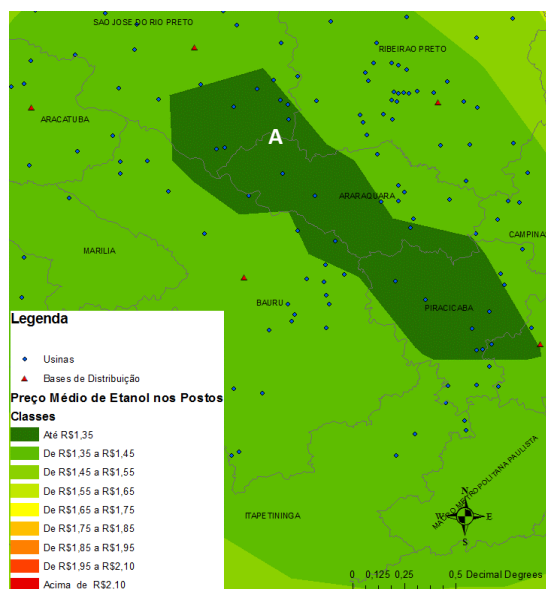 SAO JOSE DO RIO PRETO
RIBEIRAO PRETO
ARACATUBA
A
ARARAQUARA
CAMPINA
MARILIA
BAURU
PIRACICABA
Legenda
Usinas
Bases de Distribuição
Preço Médio de Etanol nos Postos
Classes
Até R$1,35
De R$1,35 a R$1,45
De R$1,45 a R$1,55
De R$1,55 a R$1,65
De R$1,65 a R$1,75
De R$1,75 a R$1,85
De R$1,85 a R$1,95
De R$1,95 a R$2,10
Acima de R$2,10
ITAPETININGA
MACRO METROPOLITANA PAULISTA
N
W E
S
0 0,125 0,25 0,5 Decimal Degrees